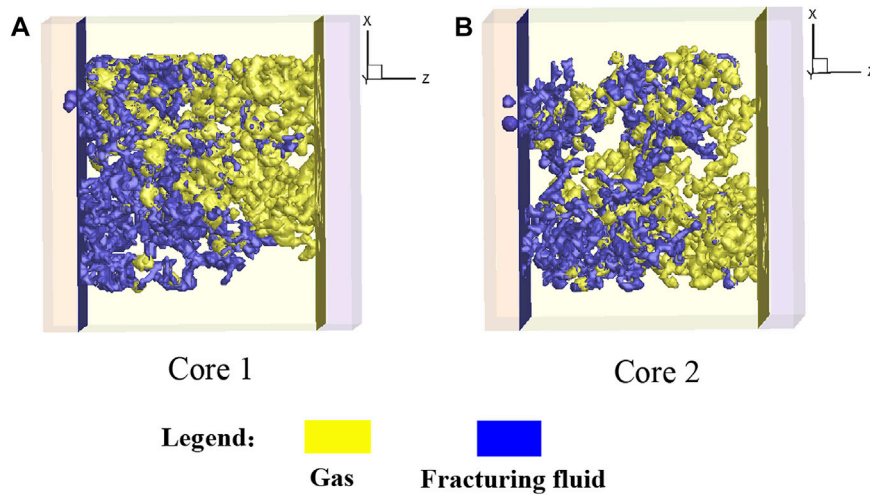 A
X
Y
Z
B
X
Y
Z
Core 1
Core 2
Legend:
Gas
Fracturing fluid